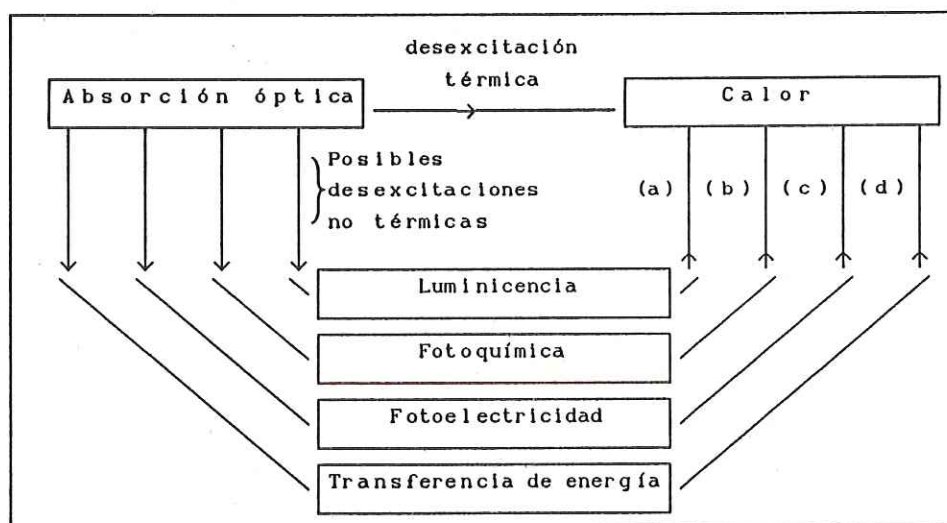 desexcitación
térmica
Absorción óptica
Calor
Posibles
desexcitaciones
no térmicas
(a) (b) (c) (d)
Luminicencia
Fotoquímica
Fotoelectricidad
Transferencia de energía